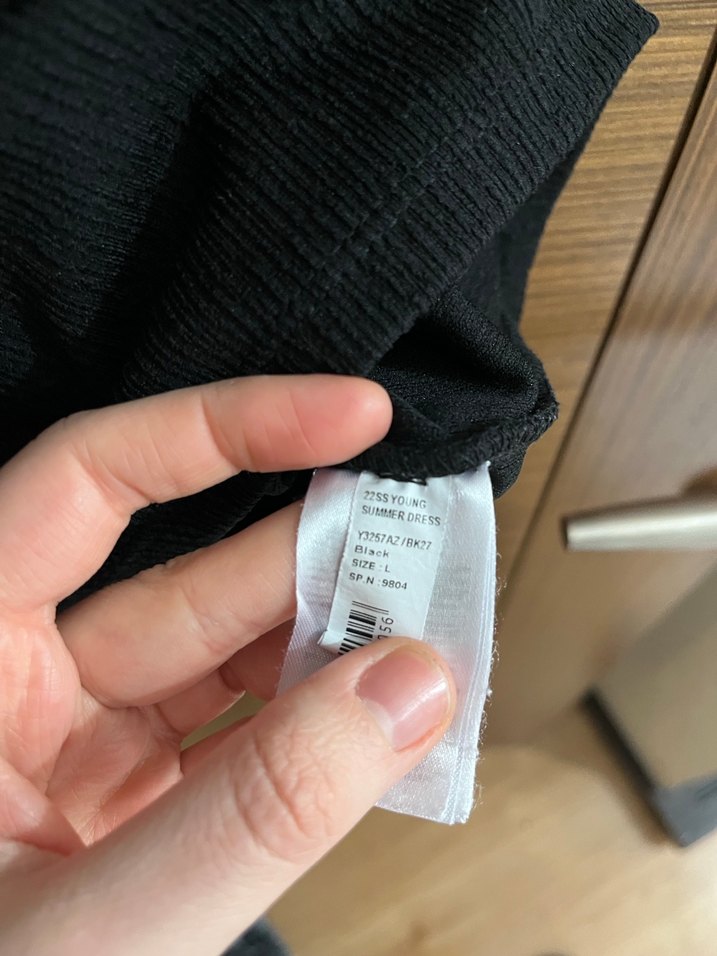 22SS YOUNG
SUMMER DRESS
Y3257AZ/BK27
Black
SIZE : L
SP.N :9804